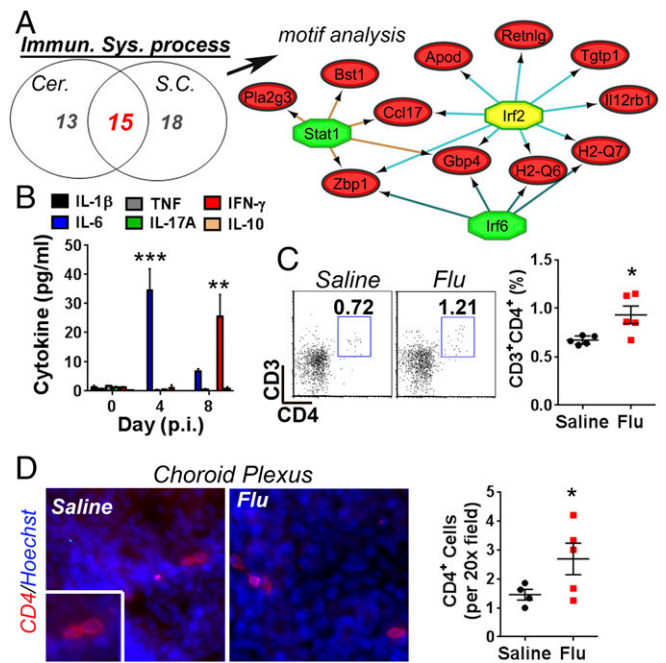 A
Immun. Sys. process
Cer.
S.C.
13
15
18
motif analysis
Retnlg
Apod
Tgtp1
Bst1
Pla2g3
Ccl17
Irf2
Il12rb1
Stat1
Gbp4
H2-Q7
Zbp1
H2-Q6
Irf6
B
IL-1β
TNF
IFN-γ
IL-6
IL-17A
IL-10
Cytokine (pg/ml)
50
40
30
20
10
0
***
**
0
4
8
Day (p.i.)
C
Saline
Flu
0.72
1.21
CD3
CD4
CD3⁺CD4⁺ (%)
1.5
1.0
0.5
0.0
*
Saline
Flu
D
Choroid Plexus
Saline
Flu
CD4/Hoechst
CD4⁺ Cells
(per 20x field)
5
4
3
2
1
0
*
Saline
Flu